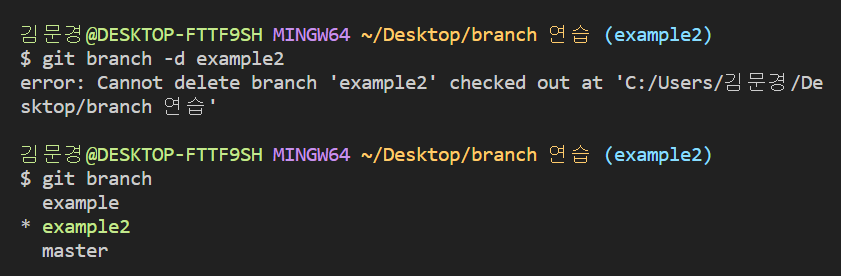 김문경@DESKTOP-FTTF9SH MINGW64 ~/Desktop/branch 연습 (example2)
$ git branch -d example2
error: Cannot delete branch 'example2' checked out at 'C:/Users/김문경/De
sktop/branch 연습'
김문경@DESKTOP-FTTF9SH MINGW64 ~/Desktop/branch 연습 (example2)
$ git branch
  example
* example2
  master